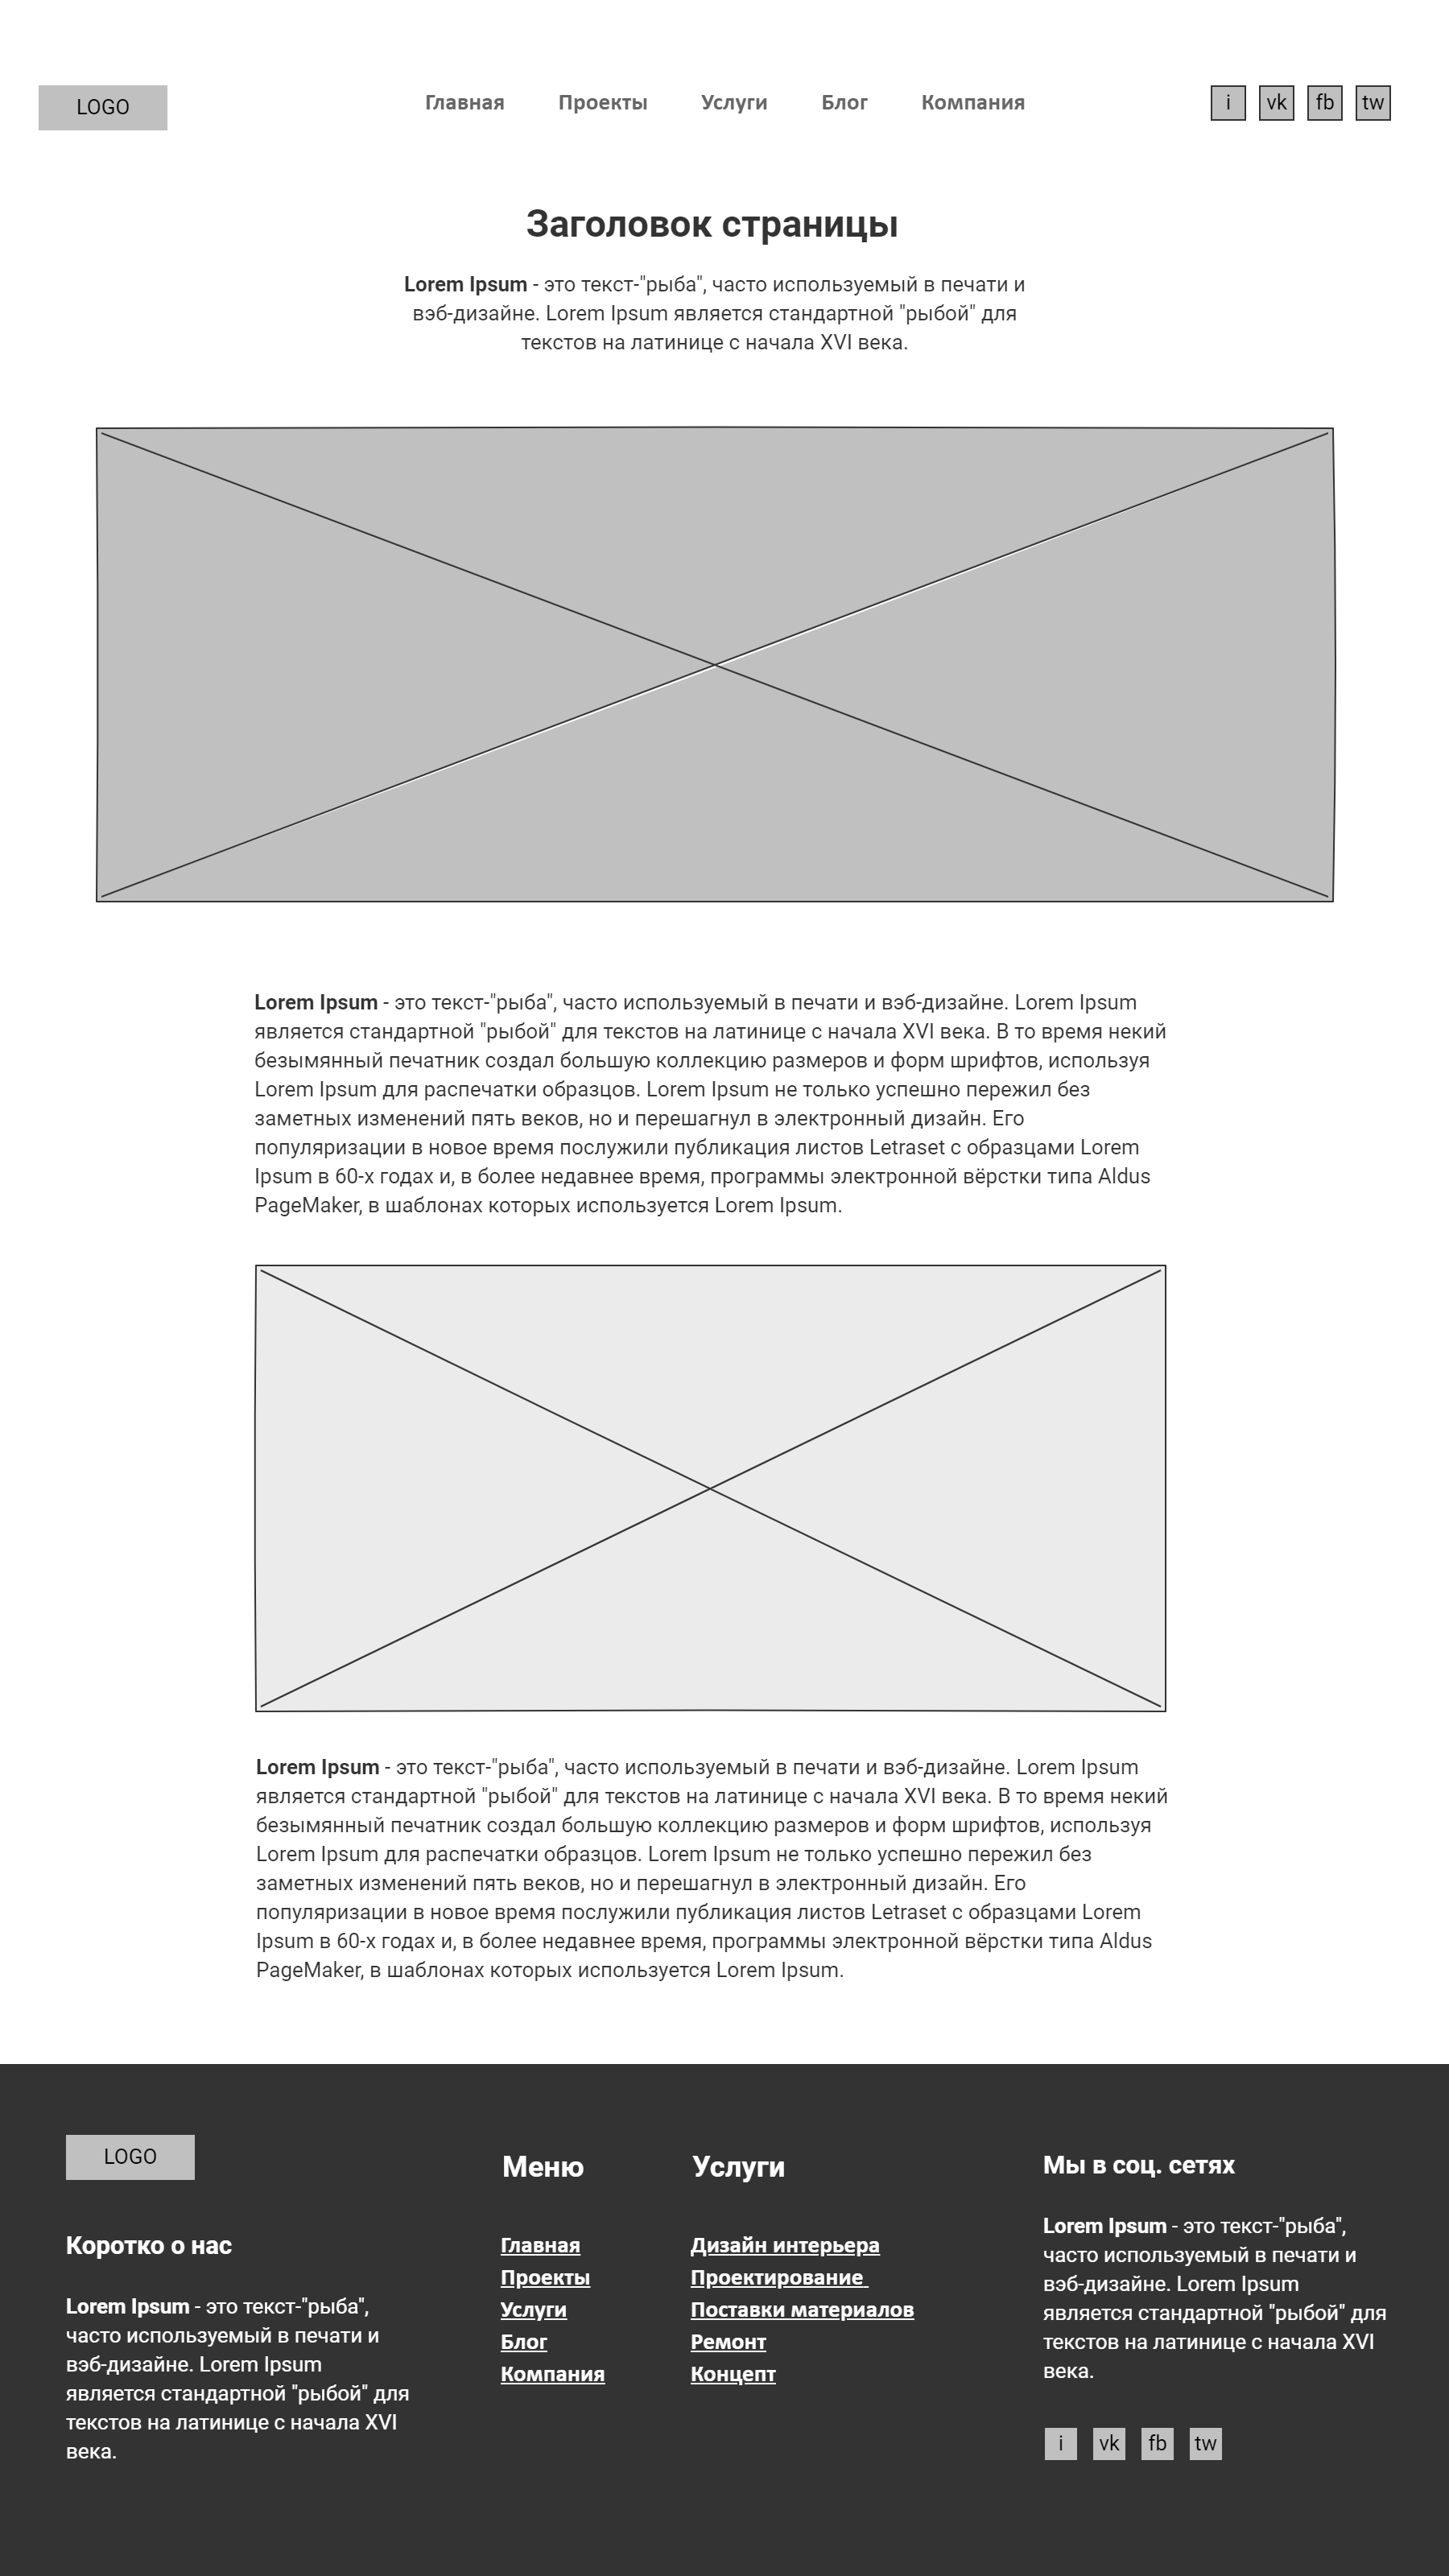 LOGO
Главная Проекты Услуги Блог Компания
i vk fb tw
Заголовок страницы
Lorem Ipsum - это текст-"рыба", часто используемый в печати и
вэб-дизайне. Lorem Ipsum является стандартной "рыбой" для
текстов на латинице с начала XVI века.
Lorem Ipsum - это текст-"рыба", часто используемый в печати и вэб-дизайне. Lorem Ipsum
является стандартной "рыбой" для текстов на латинице с начала XVI века. В то время некий
безымянный печатник создал большую коллекцию размеров и форм шрифтов, используя
Lorem Ipsum для распечатки образцов. Lorem Ipsum не только успешно пережил без
заметных изменений пять веков, но и перешагнул в электронный дизайн. Его
популяризации в новое время послужили публикация листов Letraset с образцами Lorem
Ipsum в 60-х годах и, в более недавнее время, программы электронной вёрстки типа Aldus
PageMaker, в шаблонах которых используется Lorem Ipsum.
Lorem Ipsum - это текст-"рыба", часто используемый в печати и вэб-дизайне. Lorem Ipsum
является стандартной "рыбой" для текстов на латинице с начала XVI века. В то время некий
безымянный печатник создал большую коллекцию размеров и форм шрифтов, используя
Lorem Ipsum для распечатки образцов. Lorem Ipsum не только успешно пережил без
заметных изменений пять веков, но и перешагнул в электронный дизайн. Его
популяризации в новое время послужили публикация листов Letraset с образцами Lorem
Ipsum в 60-х годах и, в более недавнее время, программы электронной вёрстки типа Aldus
PageMaker, в шаблонах которых используется Lorem Ipsum.
LOGO
Коротко о нас
Lorem Ipsum - это текст-"рыба",
часто используемый в печати и
вэб-дизайне. Lorem Ipsum
является стандартной "рыбой" для
текстов на латинице с начала XVI
века.
Меню
Главная
Проекты
Услуги
Блог
Компания
Услуги
Дизайн интерьера
Проектирование
Поставки материалов
Ремонт
Концепт
Мы в соц. сетях
Lorem Ipsum - это текст-"рыба",
часто используемый в печати и
вэб-дизайне. Lorem Ipsum
является стандартной "рыбой" для
текстов на латинице с начала XVI
века.
i vk fb tw